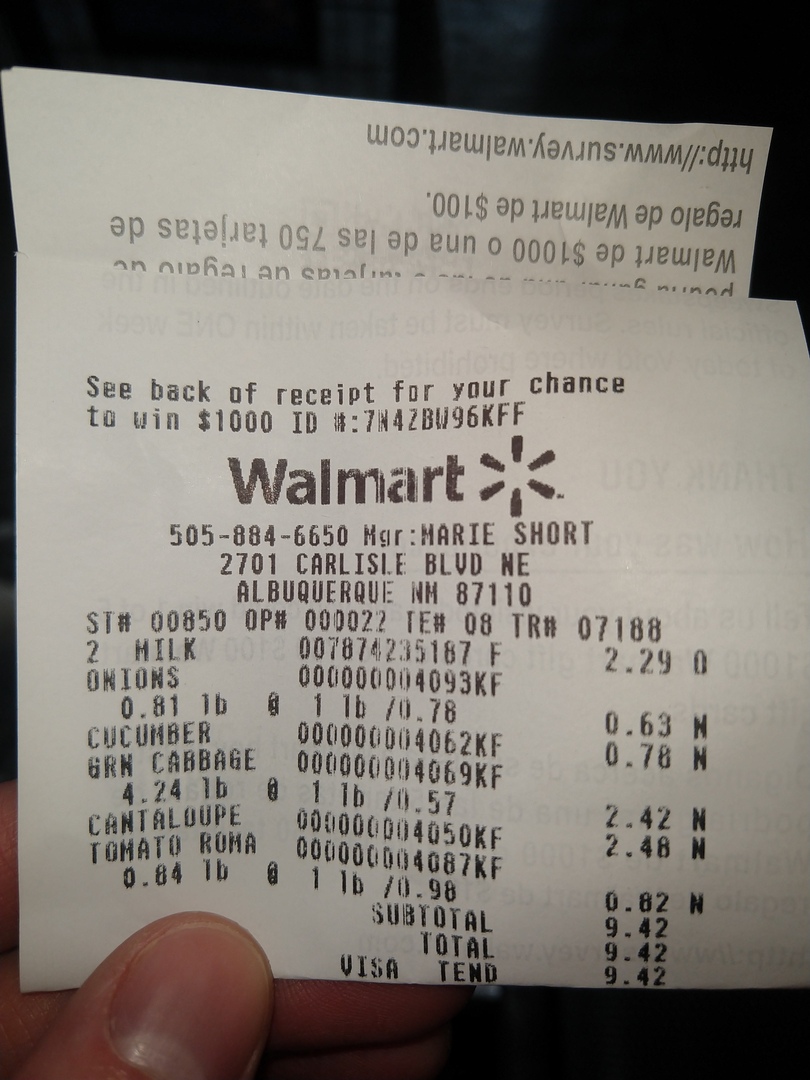 http://www.survey.walmart.com
regalo de Walmart de $100.
Walmart de $1000 o una de las 750 tarjetas de
See back of receipt for your chance
to win $1000 ID #:7N4ZBW96KFF
Walmart
505-884-6650 Mgr:MARIE SHORT
2701 CARLISLE BLVD NE
ALBUQUERQUE NM 87110
ST# 00850 OP# 000022 TE# 08 TR# 07188
2 MILK 007874235187 F 2.29 O
ONIONS 000000004093KF
0.81 lb @ 1 lb /0.78 0.63 N
CUCUMBER 000000004062KF 0.78 N
GRN CABBAGE 000000004069KF
4.24 lb @ 1 lb /0.57 2.42 N
CANTALOUPE 000000004050KF 2.48 N
TOMATO ROMA 000000004087KF
0.84 lb @ 1 lb /0.98 0.82 N
SUBTOTAL 9.42
TOTAL 9.42
VISA TEND 9.42